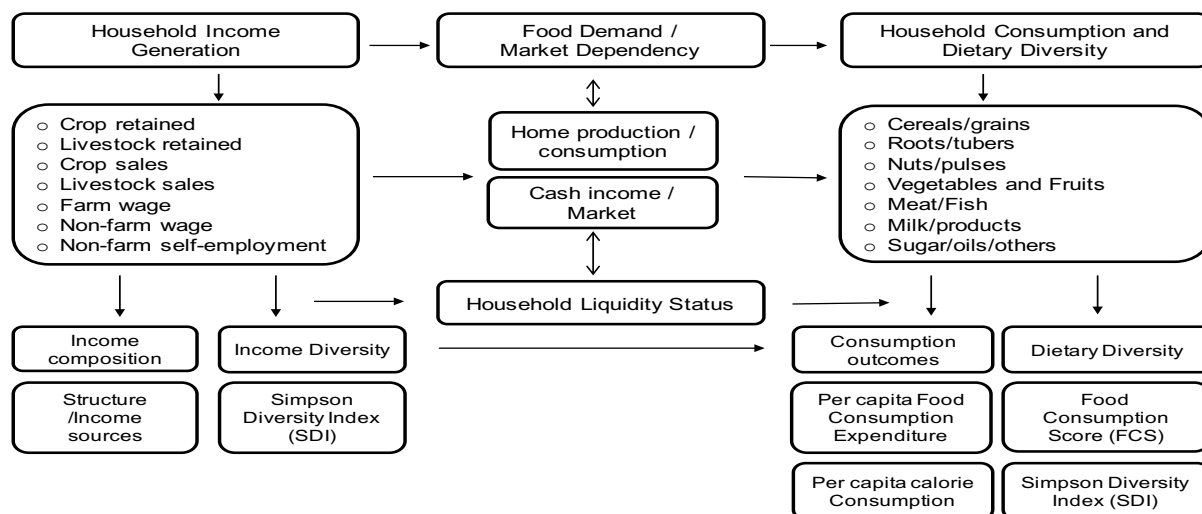 Household Income
Generation
Food Demand /
Market Dependency
Household Consumption and
Dietary Diversity
○ Crop retained
○ Livestock retained
○ Crop sales
○ Livestock sales
○ Farm wage
○ Non-farm wage
○ Non-farm self-employment
Home production /
consumption
Cash income /
Market
○ Cereals/grains
○ Roots/tubers
○ Nuts/pulses
○ Vegetables and Fruits
○ Meat/Fish
○ Milk/products
○ Sugar/oils/others
Household Liquidity Status
Income
composition
Income Diversity
Consumption
outcomes
Dietary Diversity
Structure
/Income
sources
Simpson
Diversity Index
(SDI)
Per capita Food
Consumption
Expenditure
Food
Consumption
Score (FCS)
Per capita calorie
Consumption
Simpson Diversity
Index (SDI)